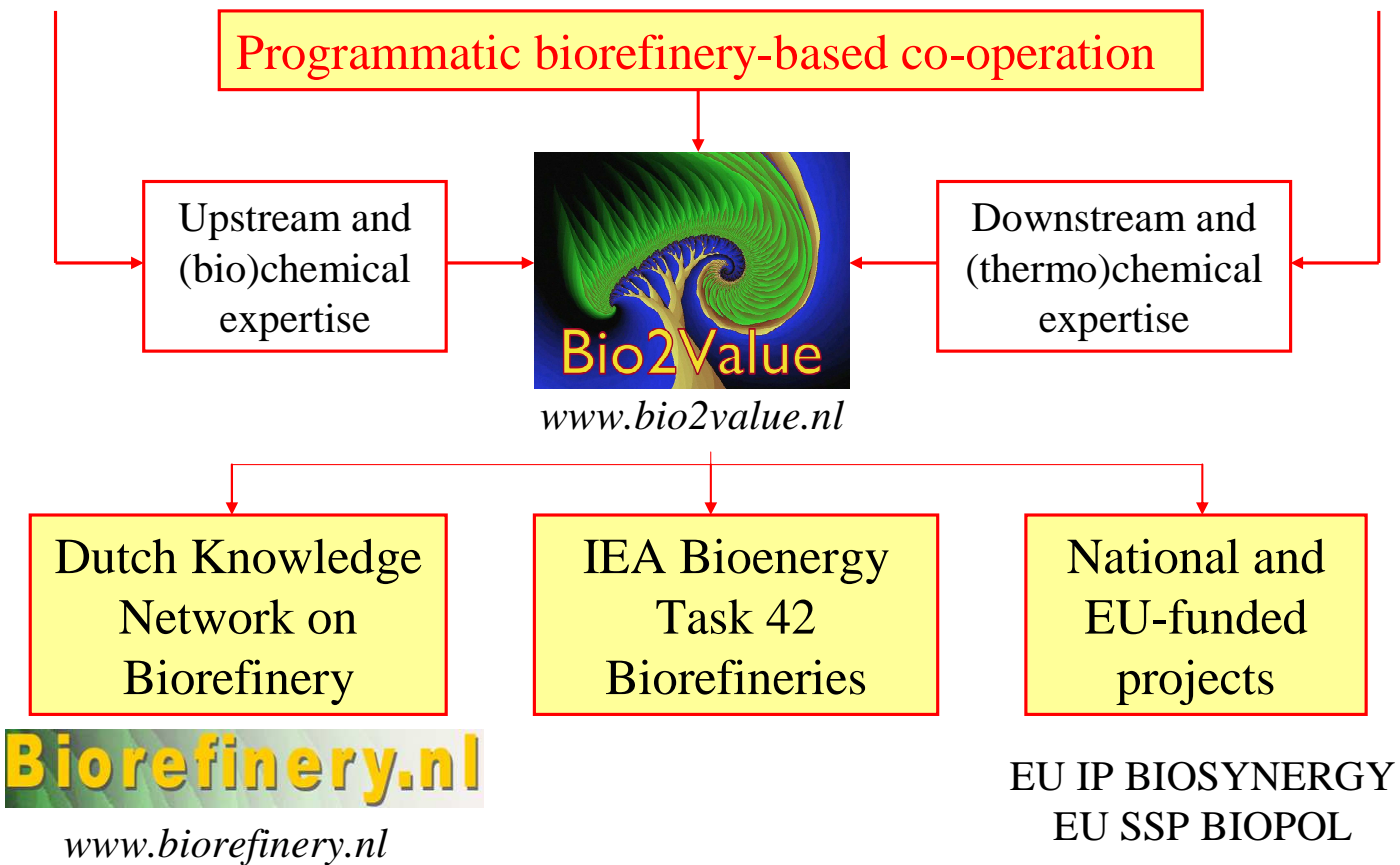 Programmatic biorefinery-based co-operation
Upstream and
(bio)chemical
expertise
Bio2Value
www.bio2value.nl
Downstream and
(thermo)chemical
expertise
Dutch Knowledge
Network on
Biorefinery
IEA Bioenergy
Task 42
Biorefineries
National and
EU-funded
projects
Biorefinery.nl
www.biorefinery.nl
EU IP BIOSYNERGY
EU SSP BIOPOL